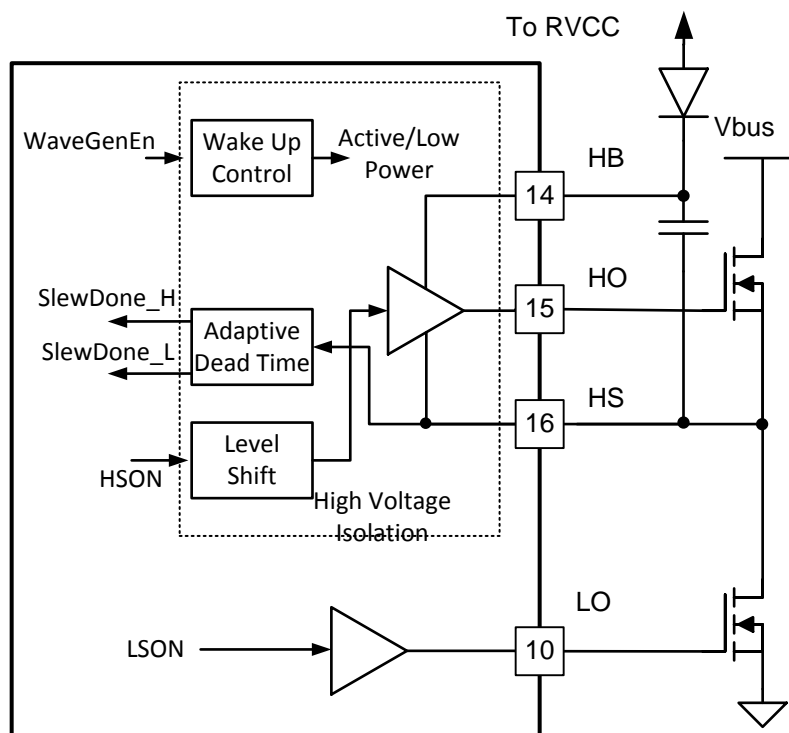 To RVCC
Vbus
WaveGenEn
Wake Up
Control
Active/Low
Power
14
HB
SlewDone_H
SlewDone_L
Adaptive
Dead Time
15
HO
HSON
Level
Shift
16
HS
High Voltage
Isolation
LSON
10
LO